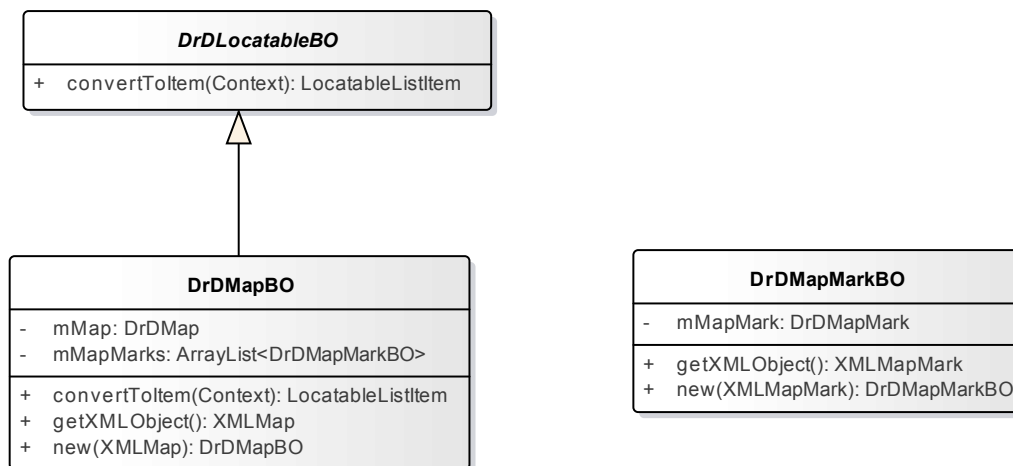 DrDLocatableBO
+ convertToItem(Context): LocatableListItem
DrDMapBO
- mMap: DrDMap
- mMapMarks: ArrayList<DrDMapMarkBO>
+ convertToItem(Context): LocatableListItem
+ getXMLObject(): XMLMap
+ new(XMLMap): DrDMapBO
DrDMapMarkBO
- mMapMark: DrDMapMark
+ getXMLObject(): XMLMapMark
+ new(XMLMapMark): DrDMapMarkBO